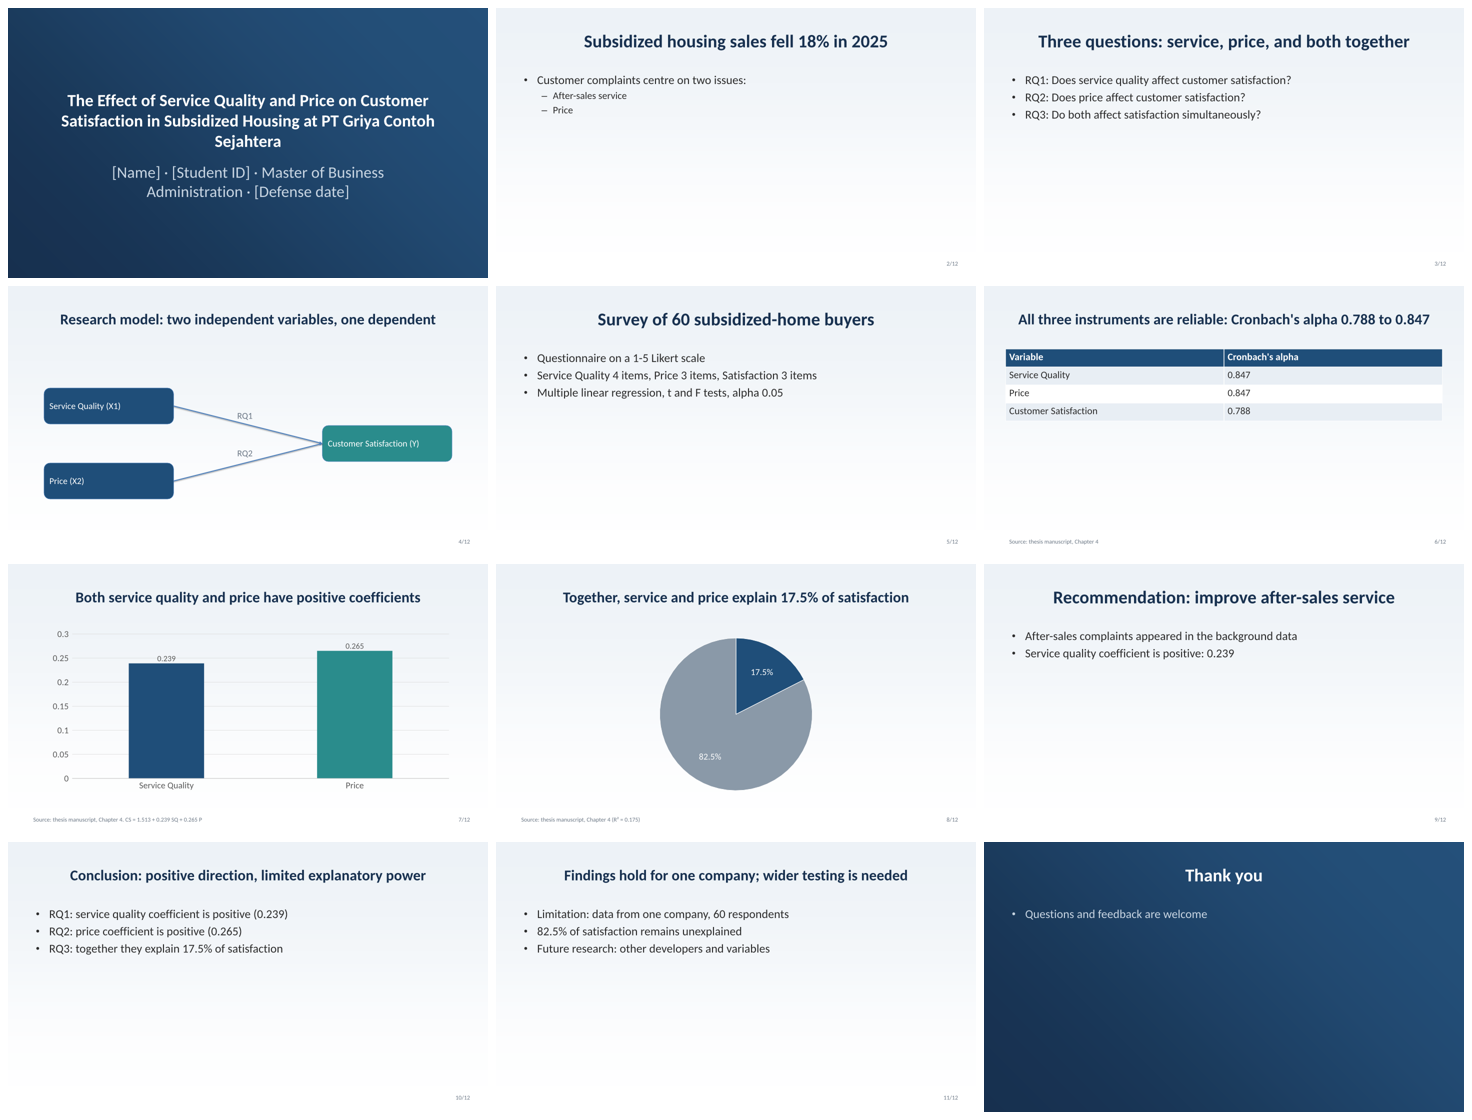 The Effect of Service Quality and Price on Customer
Satisfaction in Subsidized Housing at PT Griya Contoh
Sejahtera
[Name] · [Student ID] · Master of Business
Administration · [Defense date]
Subsidized housing sales fell 18% in 2025
• Customer complaints centre on two issues:
– After-sales service
– Price
2/12
Three questions: service, price, and both together
• RQ1: Does service quality affect customer satisfaction?
• RQ2: Does price affect customer satisfaction?
• RQ3: Do both affect satisfaction simultaneously?
3/12
Research model: two independent variables, one dependent
Service Quality (X1)
RQ1
Customer Satisfaction (Y)
RQ2
Price (X2)
4/12
Survey of 60 subsidized-home buyers
• Questionnaire on a 1-5 Likert scale
• Service Quality 4 items, Price 3 items, Satisfaction 3 items
• Multiple linear regression, t and F tests, alpha 0.05
5/12
All three instruments are reliable: Cronbach's alpha 0.788 to 0.847
Variable Cronbach's alpha
Service Quality 0.847
Price 0.847
Customer Satisfaction 0.788
Source: thesis manuscript, Chapter 4
6/12
Both service quality and price have positive coefficients
0.3
0.25
0.2
0.15
0.1
0.05
0
0.239
0.265
Service Quality
Price
Source: thesis manuscript, Chapter 4. CS = 1.513 + 0.239 SQ + 0.265 P
7/12
Together, service and price explain 17.5% of satisfaction
17.5%
82.5%
Source: thesis manuscript, Chapter 4 (R² = 0.175)
8/12
Recommendation: improve after-sales service
• After-sales complaints appeared in the background data
• Service quality coefficient is positive: 0.239
9/12
Conclusion: positive direction, limited explanatory power
• RQ1: service quality coefficient is positive (0.239)
• RQ2: price coefficient is positive (0.265)
• RQ3: together they explain 17.5% of satisfaction
10/12
Findings hold for one company; wider testing is needed
• Limitation: data from one company, 60 respondents
• 82.5% of satisfaction remains unexplained
• Future research: other developers and variables
11/12
Thank you
• Questions and feedback are welcome